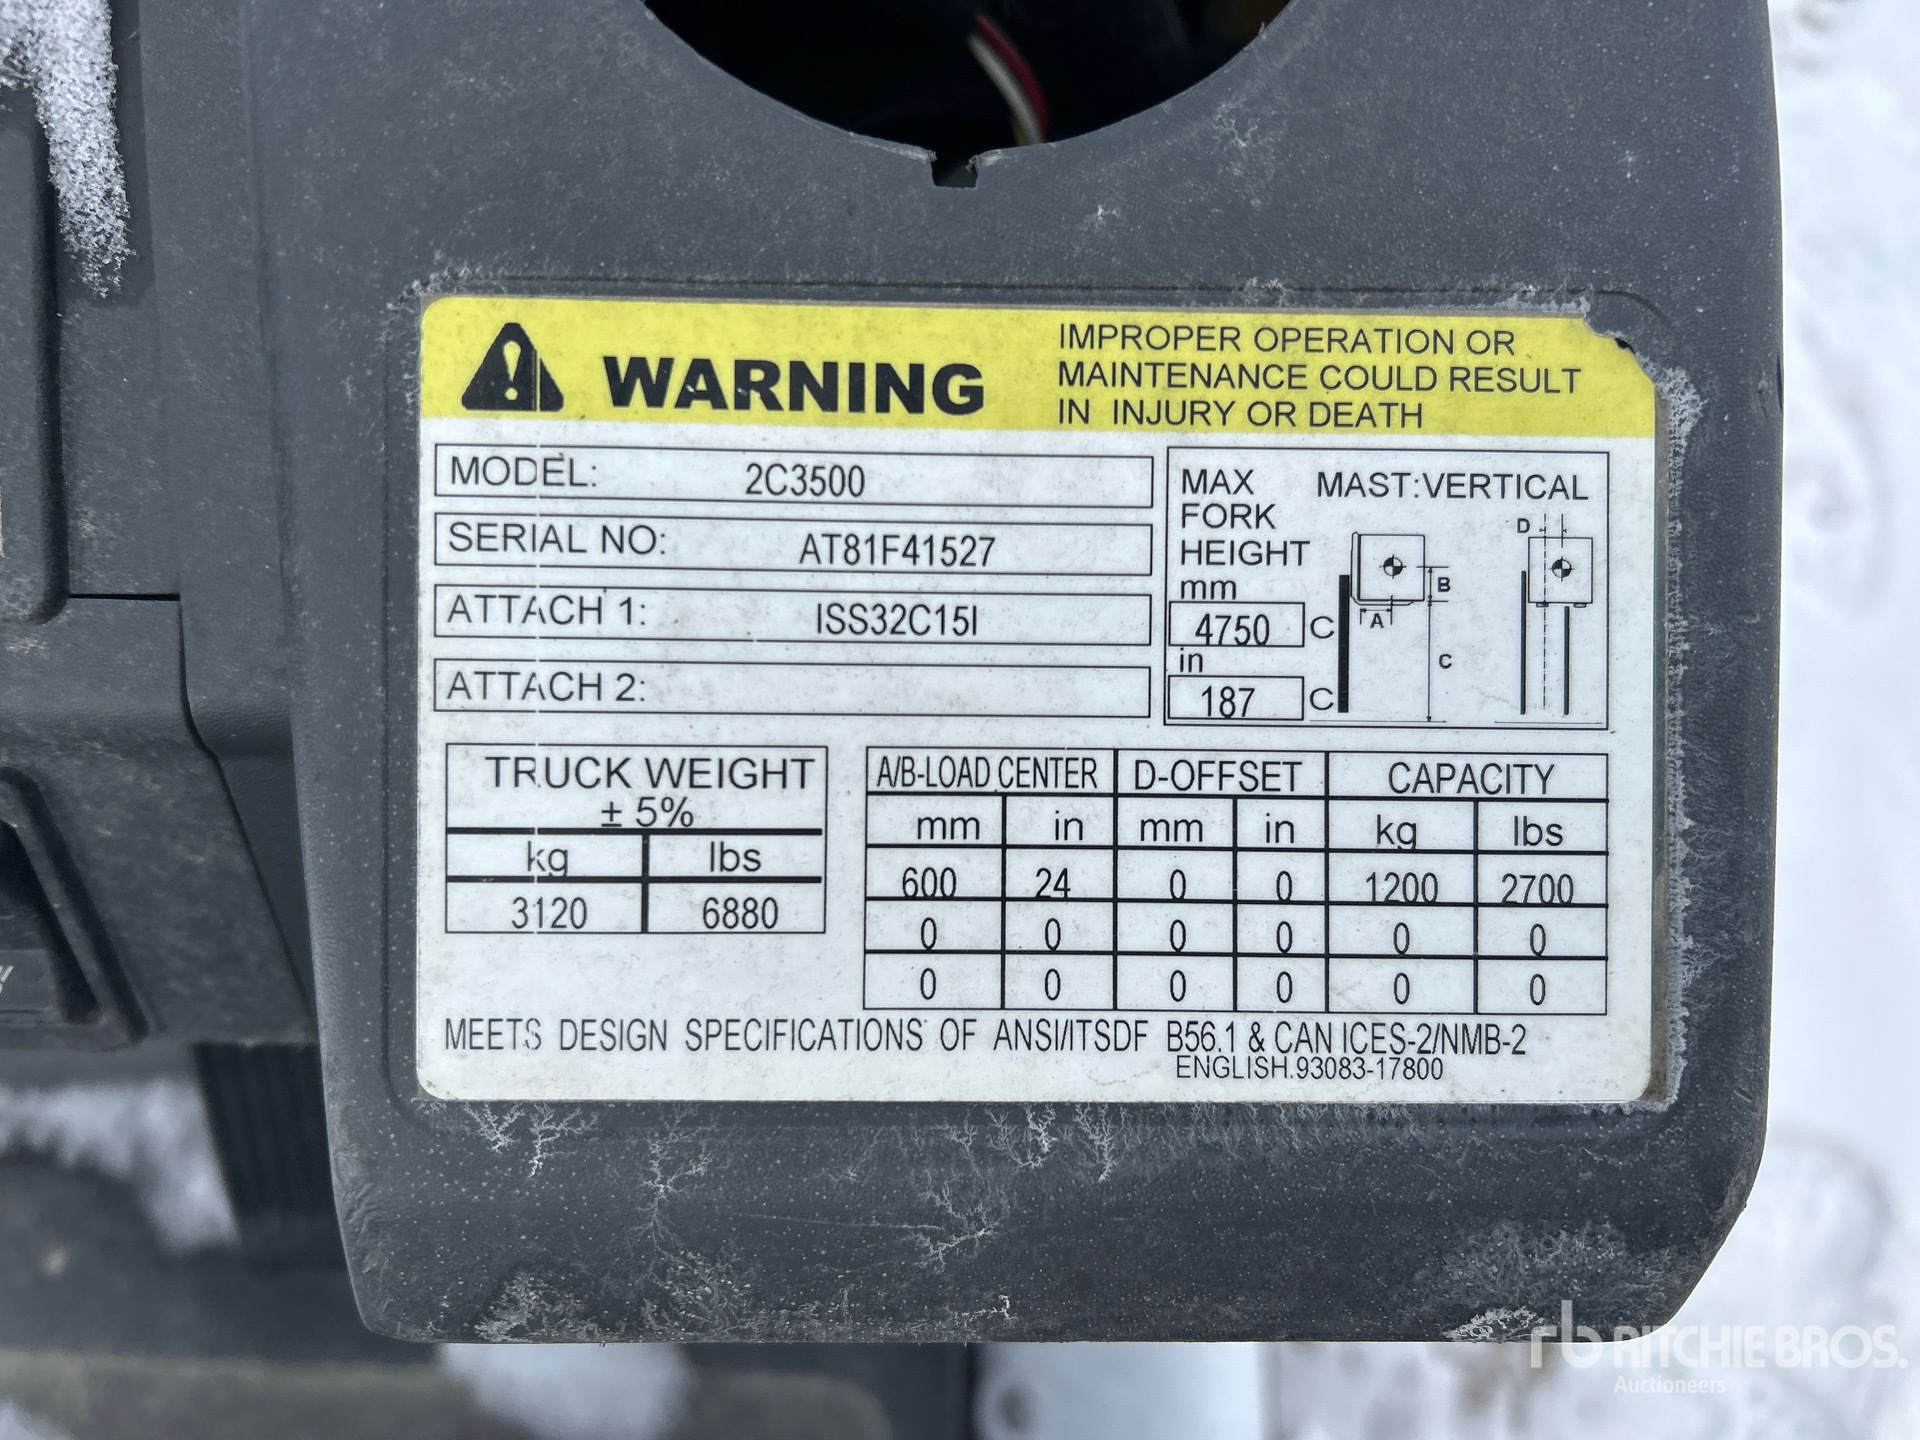 WARNING
IMPROPER OPERATION OR
MAINTENANCE COULD RESULT
IN INJURY OR DEATH
MODEL: 2C3500
SERIAL NO: AT81F41527
ATTACH 1: ISS32C15I
ATTACH 2:
MAX MAST:VERTICAL
FORK
HEIGHT
mm
4750 C
in
187 C
D
B
A
C
TRUCK WEIGHT
± 5%
kg lbs
3120 6880
A/B-LOAD CENTER D-OFFSET CAPACITY
mm in mm in kg lbs
600 24 0 0 1200 2700
0 0 0 0 0 0
0 0 0 0 0 0
MEETS DESIGN SPECIFICATIONS OF ANSI/ITSDF B56.1 & CAN ICES-2/NMB-2
ENGLISH.93083-17800
rb RITCHIE BROS.
Auctioneers